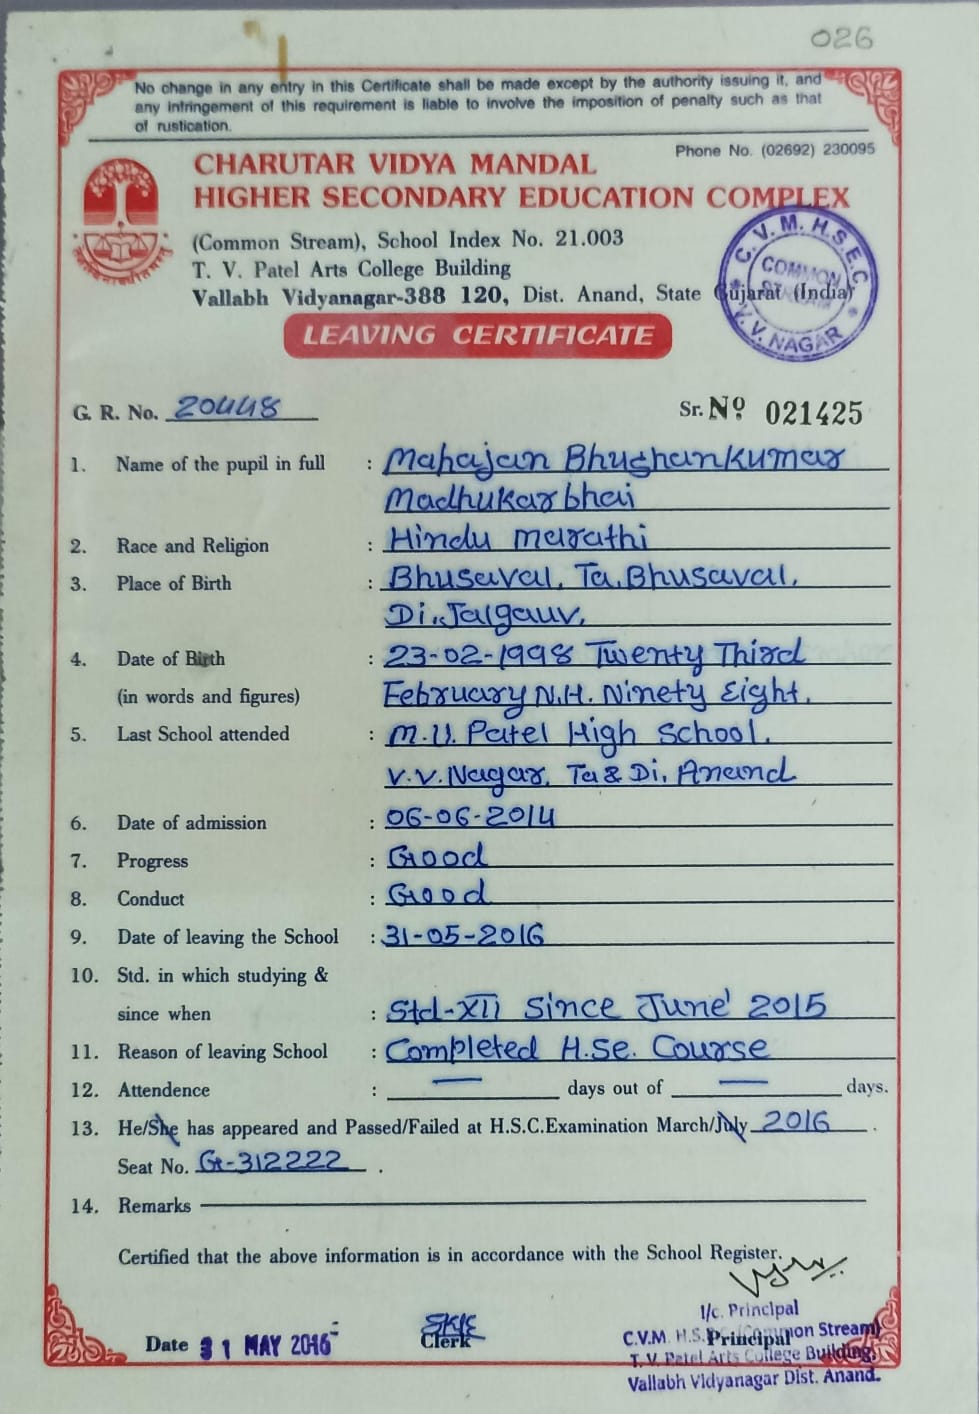 026
No change in any entry in this Certificate shall be made except by the authority issuing it, and
any infringement of this requirement is liable to involve the imposition of penalty such as that
of rustication.
Phone No. (02692) 230095
CHARUTAR VIDYA MANDAL
HIGHER SECONDARY EDUCATION COMPLEX
(Common Stream), School Index No. 21.003
T. V. Patel Arts College Building
Vallabh Vidyanagar-388 120, Dist. Anand, State Gujarat (India)
C. V. M. H. S. E. C.
COMMON
V. V. NAGAR
LEAVING CERTIFICATE
G. R. No. 20448
Sr. No 021425
1. Name of the pupil in full : Mahajan Bhushankumar
Madhukarbhai
2. Race and Religion : Hindu marathi
3. Place of Birth : Bhusaval, Ta. Bhusaval,
Di. Jalgauv.
4. Date of Birth : 23-02-1998 Twenty Third
(in words and figures) February N.H. Ninety Eight.
5. Last School attended : M.U. Patel High School.
V.V. Nagar, Ta & Di. Anand
6. Date of admission : 06-06-2014
7. Progress : Good
8. Conduct : Good
9. Date of leaving the School : 31-05-2016
10. Std. in which studying &
since when : Std-XII Since June' 2015
11. Reason of leaving School : Completed H.Se. Course
12. Attendence : — days out of — days.
13. He/She has appeared and Passed/Failed at H.S.C.Examination March/July 2016 .
Seat No. G-312222 .
14. Remarks
Certified that the above information is in accordance with the School Register.
Date 31 MAY 2016
Clerk
I/c. Principal
C.V.M. H.S. Principal Common Stream)
T. V. Patel Arts College Building,
Vallabh Vidyanagar Dist. Anand.